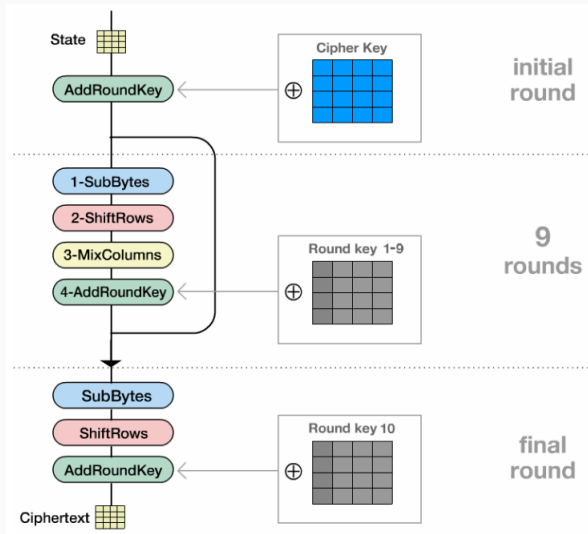 State
Cipher Key
AddRoundKey
initial
round
1-SubBytes
2-ShiftRows
3-MixColumns
4-AddRoundKey
Round key 1-9
9
rounds
SubBytes
ShiftRows
AddRoundKey
Round key 10
final
round
Ciphertext